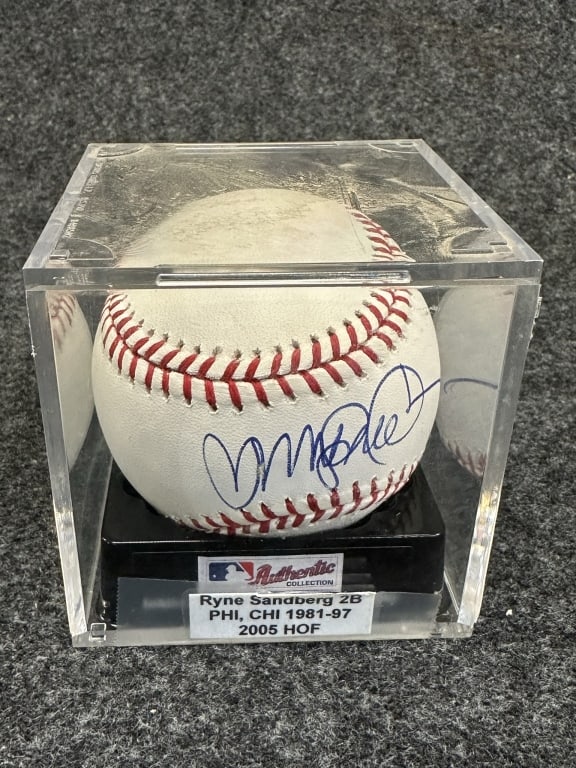 Authentic
COLLECTION
Ryne Sandberg 2B
PHI, CHI 1981-97
2005 HOF